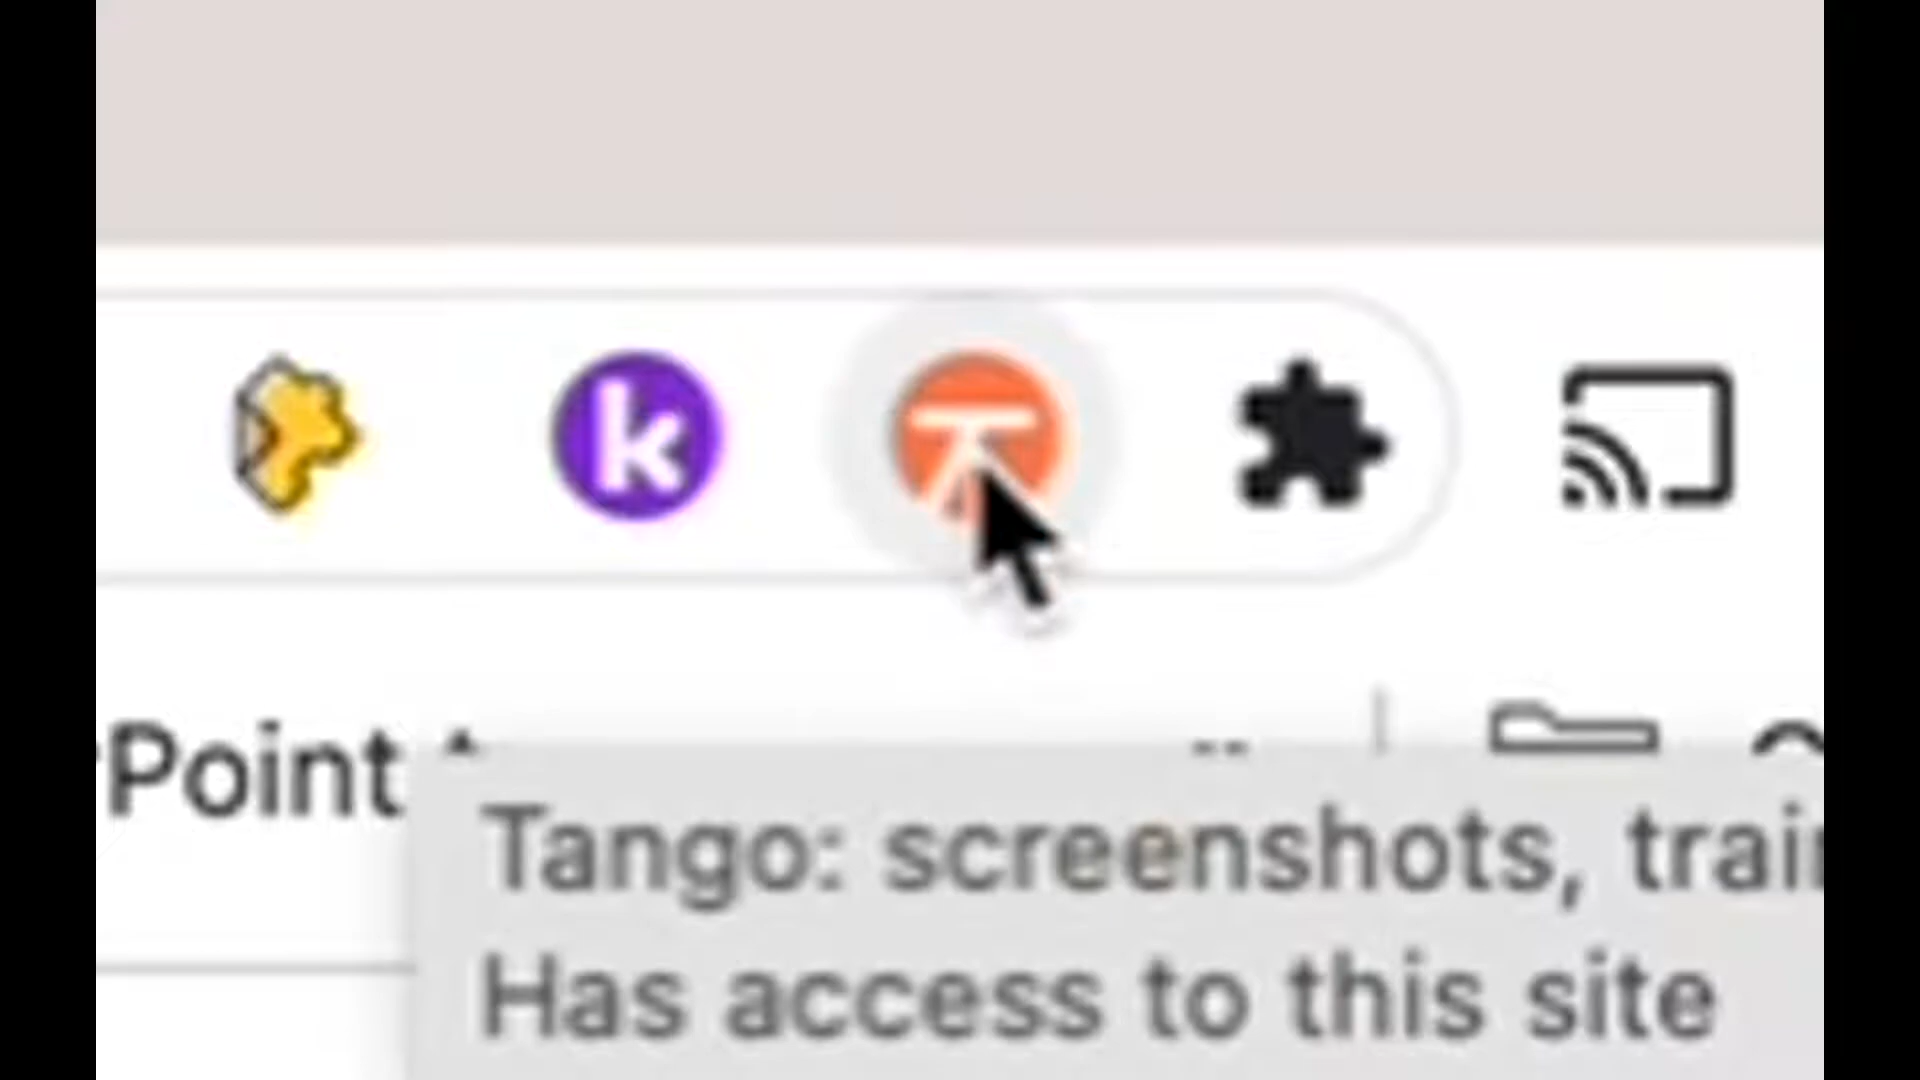 k
Point
Tango: screenshots,
Has access to this site